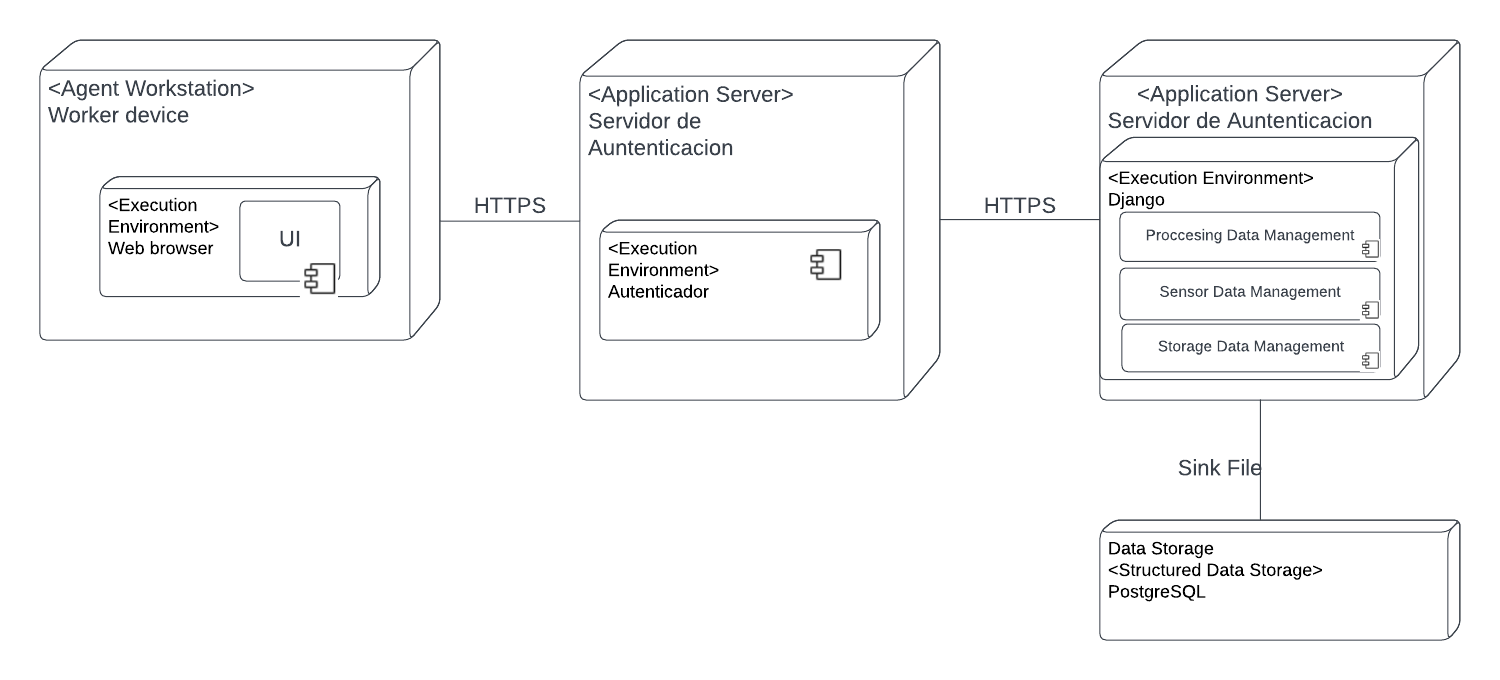 <Agent Workstation>
Worker device
<Execution
Environment>
Web browser
UI
HTTPS
<Application Server>
Servidor de
Auntenticacion
<Execution
Environment>
Autenticador
HTTPS
<Application Server>
Servidor de Auntenticacion
<Execution Environment>
Django
Proccesing Data Management
Sensor Data Management
Storage Data Management
Sink File
Data Storage
<Structured Data Storage>
PostgreSQL